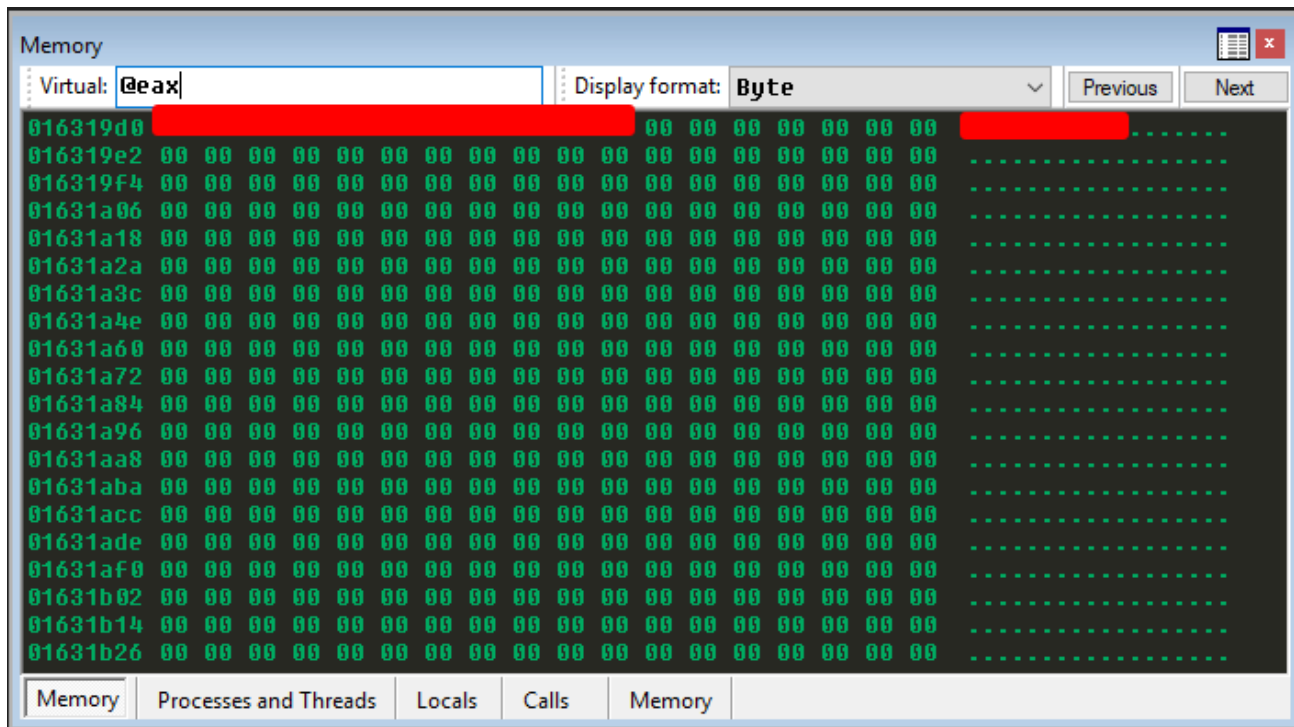 Memory
x
Virtual: @eax Display format: Byte Previous Next
016319d0 00 00 00 00 00 00 00 .......
016319e2 00 00 00 00 00 00 00 00 00 00 00 00 00 00 00 00 00 00 ..................
016319f4 00 00 00 00 00 00 00 00 00 00 00 00 00 00 00 00 00 00 ..................
01631a06 00 00 00 00 00 00 00 00 00 00 00 00 00 00 00 00 00 00 ..................
01631a18 00 00 00 00 00 00 00 00 00 00 00 00 00 00 00 00 00 00 ..................
01631a2a 00 00 00 00 00 00 00 00 00 00 00 00 00 00 00 00 00 00 ..................
01631a3c 00 00 00 00 00 00 00 00 00 00 00 00 00 00 00 00 00 00 ..................
01631a4e 00 00 00 00 00 00 00 00 00 00 00 00 00 00 00 00 00 00 ..................
01631a60 00 00 00 00 00 00 00 00 00 00 00 00 00 00 00 00 00 00 ..................
01631a72 00 00 00 00 00 00 00 00 00 00 00 00 00 00 00 00 00 00 ..................
01631a84 00 00 00 00 00 00 00 00 00 00 00 00 00 00 00 00 00 00 ..................
01631a96 00 00 00 00 00 00 00 00 00 00 00 00 00 00 00 00 00 00 ..................
01631aa8 00 00 00 00 00 00 00 00 00 00 00 00 00 00 00 00 00 00 ..................
01631aba 00 00 00 00 00 00 00 00 00 00 00 00 00 00 00 00 00 00 ..................
01631acc 00 00 00 00 00 00 00 00 00 00 00 00 00 00 00 00 00 00 ..................
01631ade 00 00 00 00 00 00 00 00 00 00 00 00 00 00 00 00 00 00 ..................
01631af0 00 00 00 00 00 00 00 00 00 00 00 00 00 00 00 00 00 00 ..................
01631b02 00 00 00 00 00 00 00 00 00 00 00 00 00 00 00 00 00 00 ..................
01631b14 00 00 00 00 00 00 00 00 00 00 00 00 00 00 00 00 00 00 ..................
01631b26 00 00 00 00 00 00 00 00 00 00 00 00 00 00 00 00 00 00 ..................
Memory Processes and Threads Locals Calls Memory